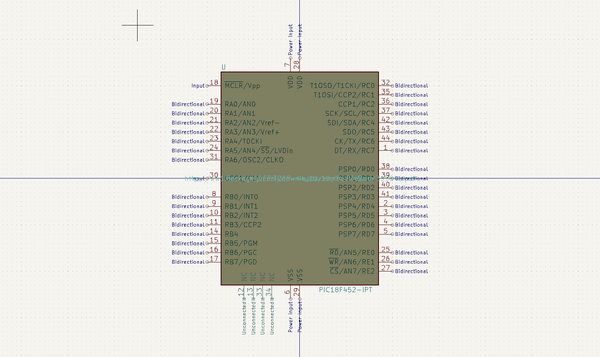 Power input
Power input
7
28
U
VDD
VDD
Input 18 MCLR/Vpp
T1OSO/T1CKI/RC0 32 Bidirectional
T1OSI/CCP2/RC1 35 Bidirectional
Bidirectional 19 RA0/AN0
CCP1/RC2 36 Bidirectional
Bidirectional 20 RA1/AN1
SCK/SCL/RC3 37 Bidirectional
Bidirectional 21 RA2/AN2/Vref-
SDI/SDA/RC4 42 Bidirectional
Bidirectional 22 RA3/AN3/Vref+
SDO/RC5 43 Bidirectional
Bidirectional 23 RA4/T0CKI
CK/TX/RC6 44 Bidirectional
Bidirectional 24 RA5/AN4/SS/LVDIn
DT/RX/RC7 1 Bidirectional
Bidirectional 31 RA6/OSC2/CLKO
PSP0/RD0 38 Bidirectional
30
39
PSP2/RD2 40 Bidirectional
Bidirectional 8 RB0/INT0
PSP3/RD3 41 Bidirectional
Bidirectional 9 RB1/INT1
PSP4/RD4 2 Bidirectional
Bidirectional 10 RB2/INT2
PSP5/RD5 3 Bidirectional
Bidirectional 11 RB3/CCP2
PSP6/RD6 4 Bidirectional
Bidirectional 14 RB4
PSP7/RD7 5 Bidirectional
Bidirectional 15 RB5/PGM
Bidirectional 16 RB6/PGC
RD/AN5/RE0 25 Bidirectional
Bidirectional 17 RB7/PGD
WR/AN6/RE1 26 Bidirectional
CS/AN7/RE2 27 Bidirectional
NC
NC
NC
NC
VSS
VSS
PIC18F452-IPT
12
13
33
34
6
29
Unconnected
Unconnected
Unconnected
Unconnected
Power input
Power input